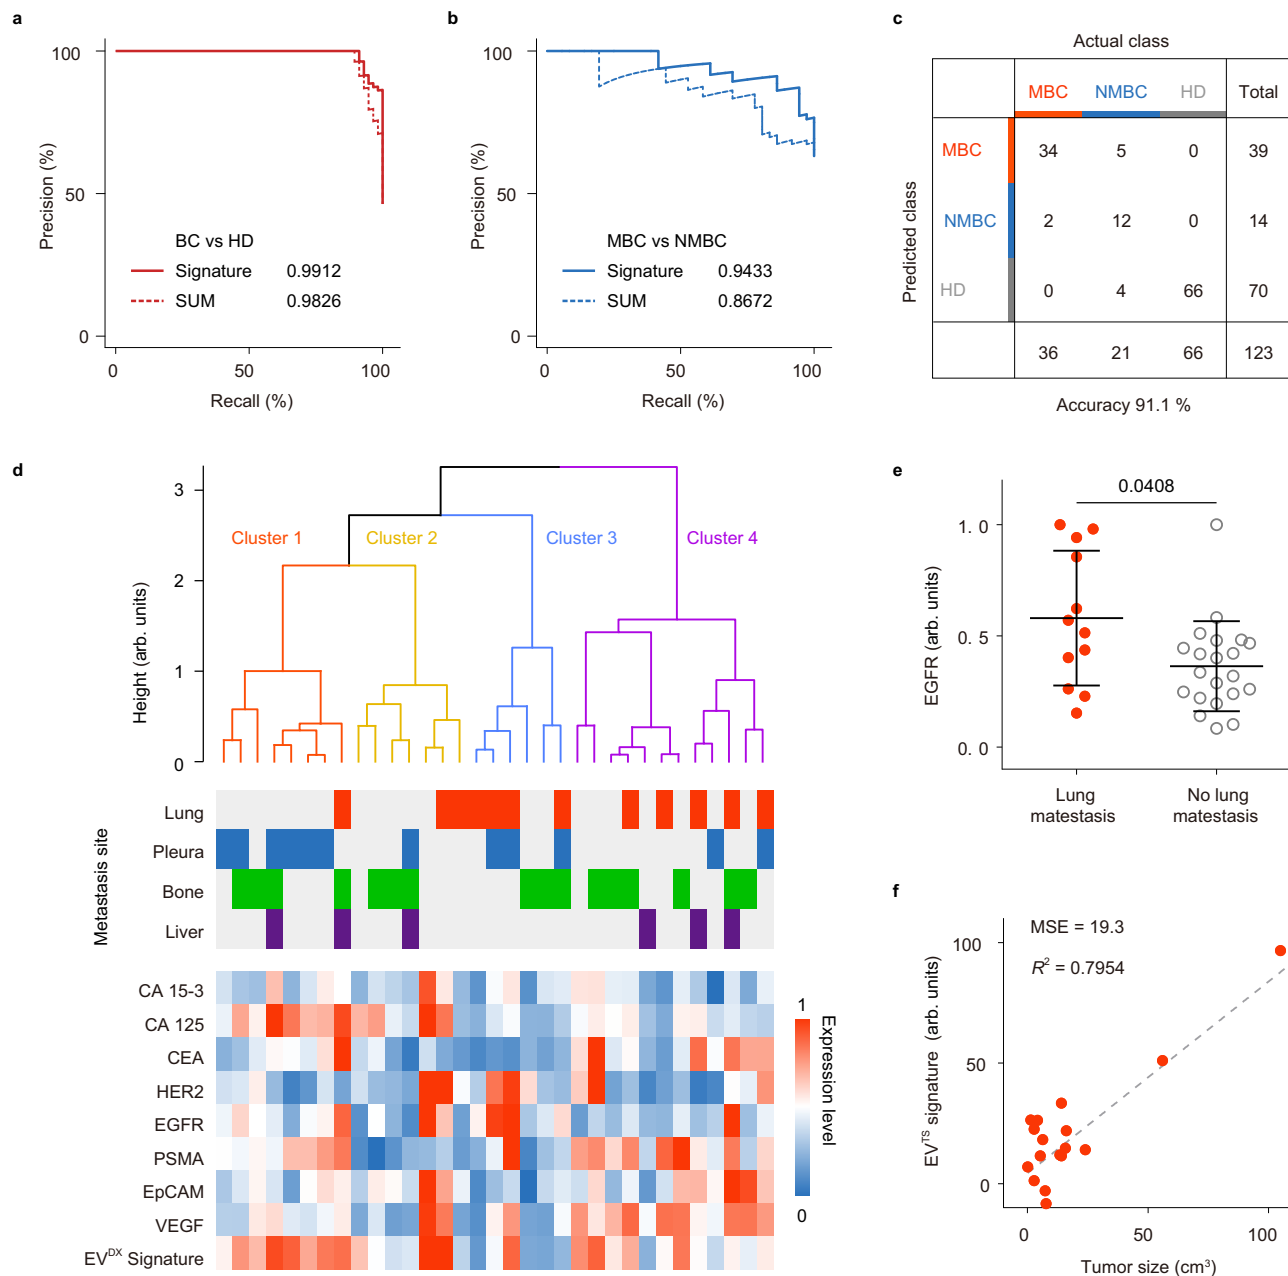 a
100
50
0
Precision (%)
BC vs HD
Signature 0.9912
SUM 0.9826
0 50 100
Recall (%)
b
100
50
0
Precision (%)
MBC vs NMBC
Signature 0.9433
SUM 0.8672
0 50 100
Recall (%)
c
Actual class
MBC NMBC HD Total
Predicted class
MBC 34 5 0 39
NMBC 2 12 0 14
HD 0 4 66 70
36 21 66 123
Accuracy 91.1 %
d
3
2
1
0
Height (arb. units)
Cluster 1 Cluster 2 Cluster 3 Cluster 4
Metastasis site
Lung
Pleura
Bone
Liver
CA 15-3
CA 125
CEA
HER2
EGFR
PSMA
EpCAM
VEGF
EV^DX Signature
1
0
Expression level
e
0.0408
1. 0
0. 5
0. 0
EGFR (arb. units)
Lung No lung
matestasis matestasis
f
MSE = 19.3
R² = 0.7954
100
50
0
EV^TS signature (arb. units)
0 50 100
Tumor size (cm³)